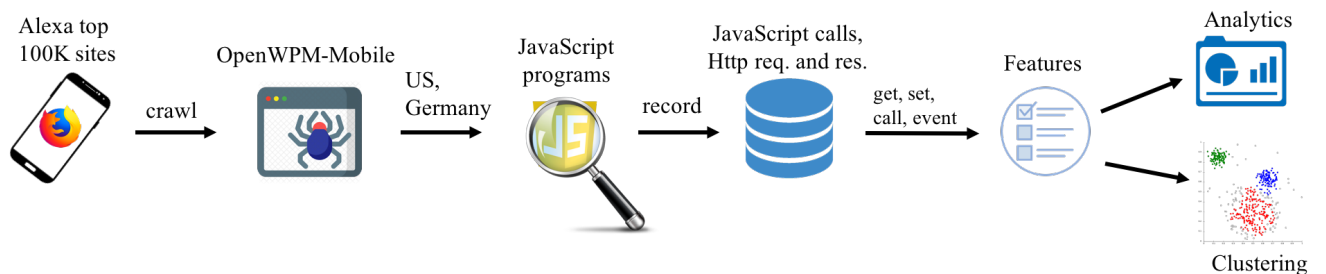 Alexa top
100K sites
crawl
OpenWPM-Mobile
US,
Germany
JavaScript
programs
JS
record
JavaScript calls,
Http req. and res.
get, set,
call, event
Features
Analytics
Clustering